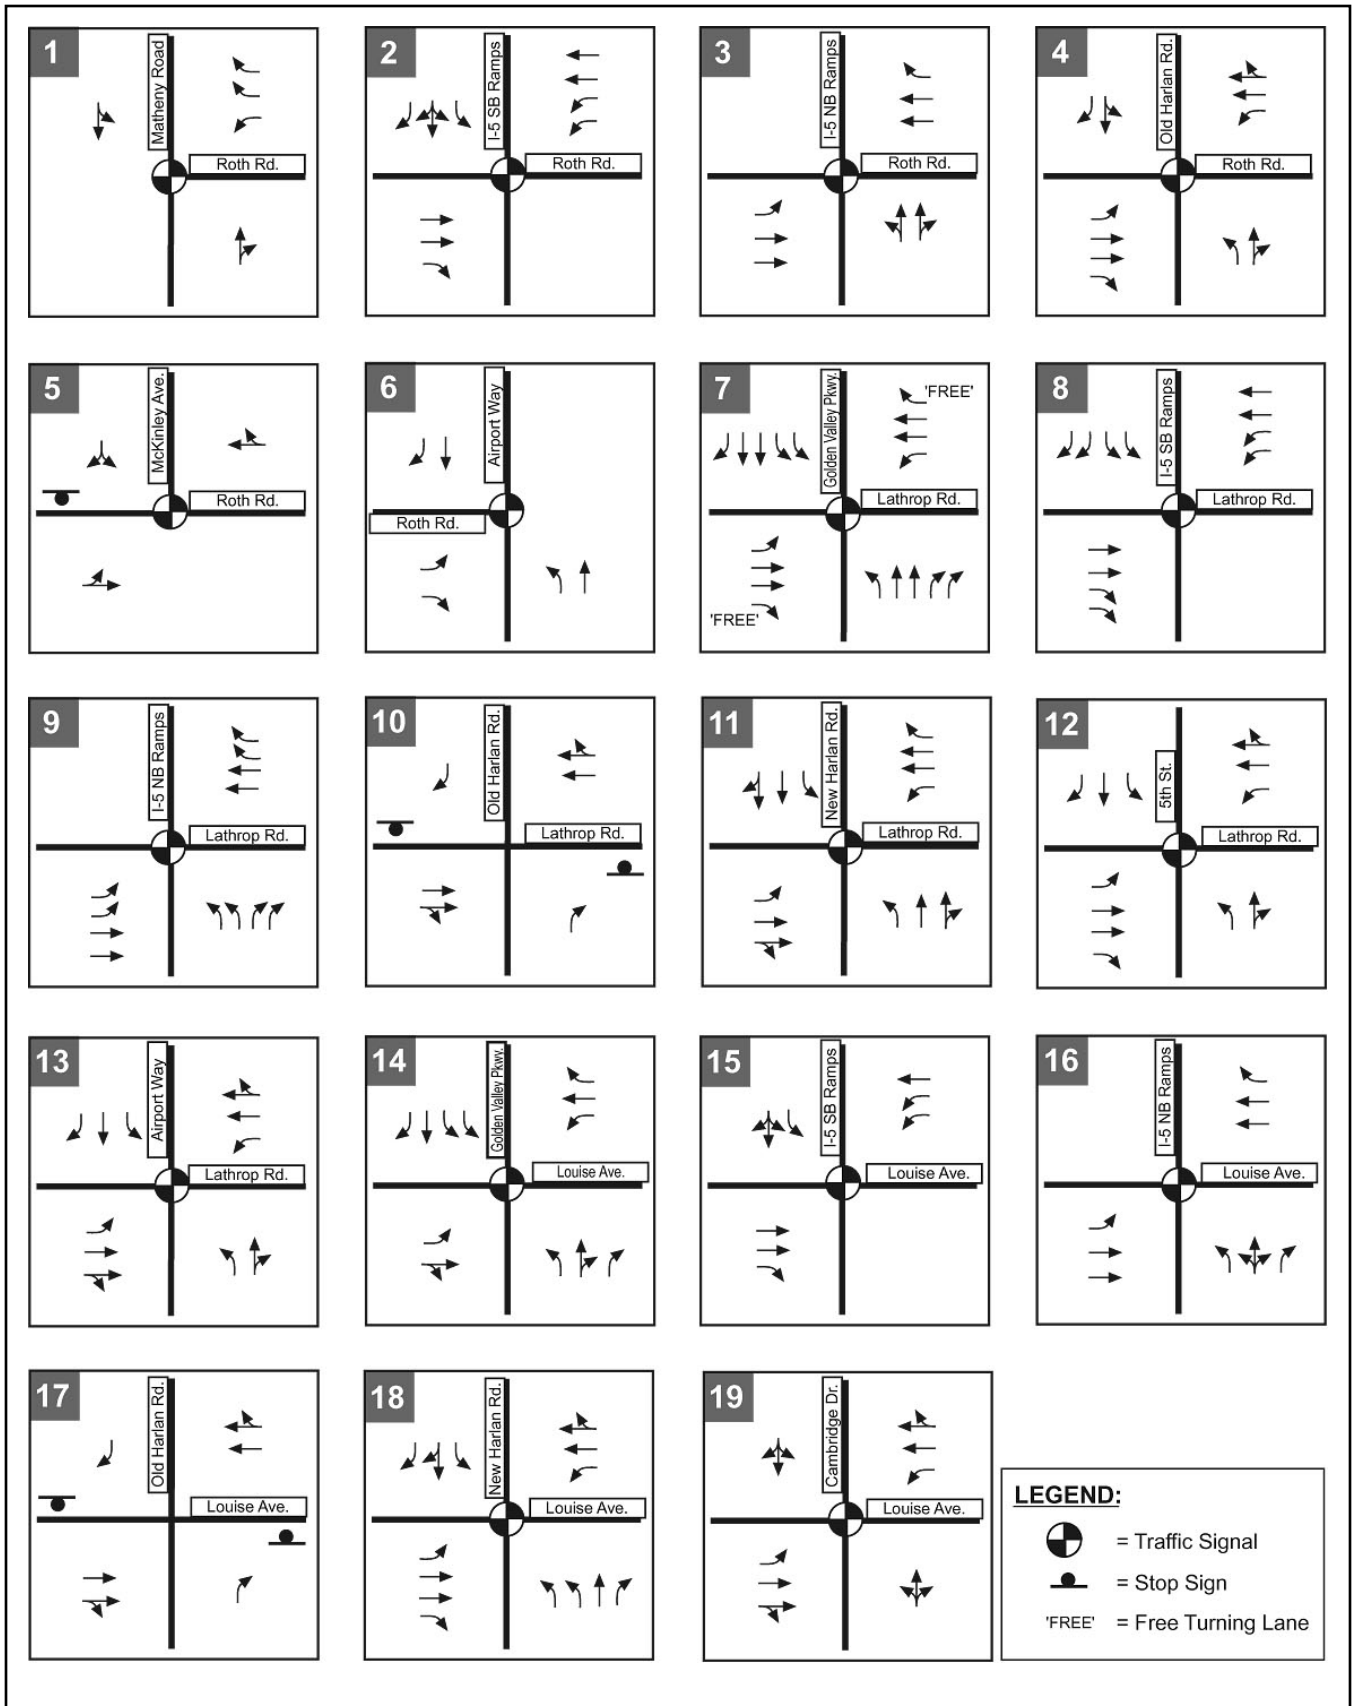 1
Matheny Road
Roth Rd.
2
I-5 SB Ramps
Roth Rd.
3
I-5 NB Ramps
Roth Rd.
4
Old Harlan Rd.
Roth Rd.
5
McKinley Ave.
Roth Rd.
6
Airport Way
Roth Rd.
7
Golden Valley Pkwy.
'FREE'
Lathrop Rd.
'FREE'
8
I-5 SB Ramps
Lathrop Rd.
9
I-5 NB Ramps
Lathrop Rd.
10
Old Harlan Rd.
Lathrop Rd.
11
New Harlan Rd.
Lathrop Rd.
12
5th St.
Lathrop Rd.
13
Airport Way
Lathrop Rd.
14
Golden Valley Pkwy.
Louise Ave.
15
I-5 SB Ramps
Louise Ave.
16
I-5 NB Ramps
Louise Ave.
17
Old Harlan Rd.
Louise Ave.
18
New Harlan Rd.
Louise Ave.
19
Cambridge Dr.
Louise Ave.
LEGEND:
= Traffic Signal
= Stop Sign
'FREE' = Free Turning Lane